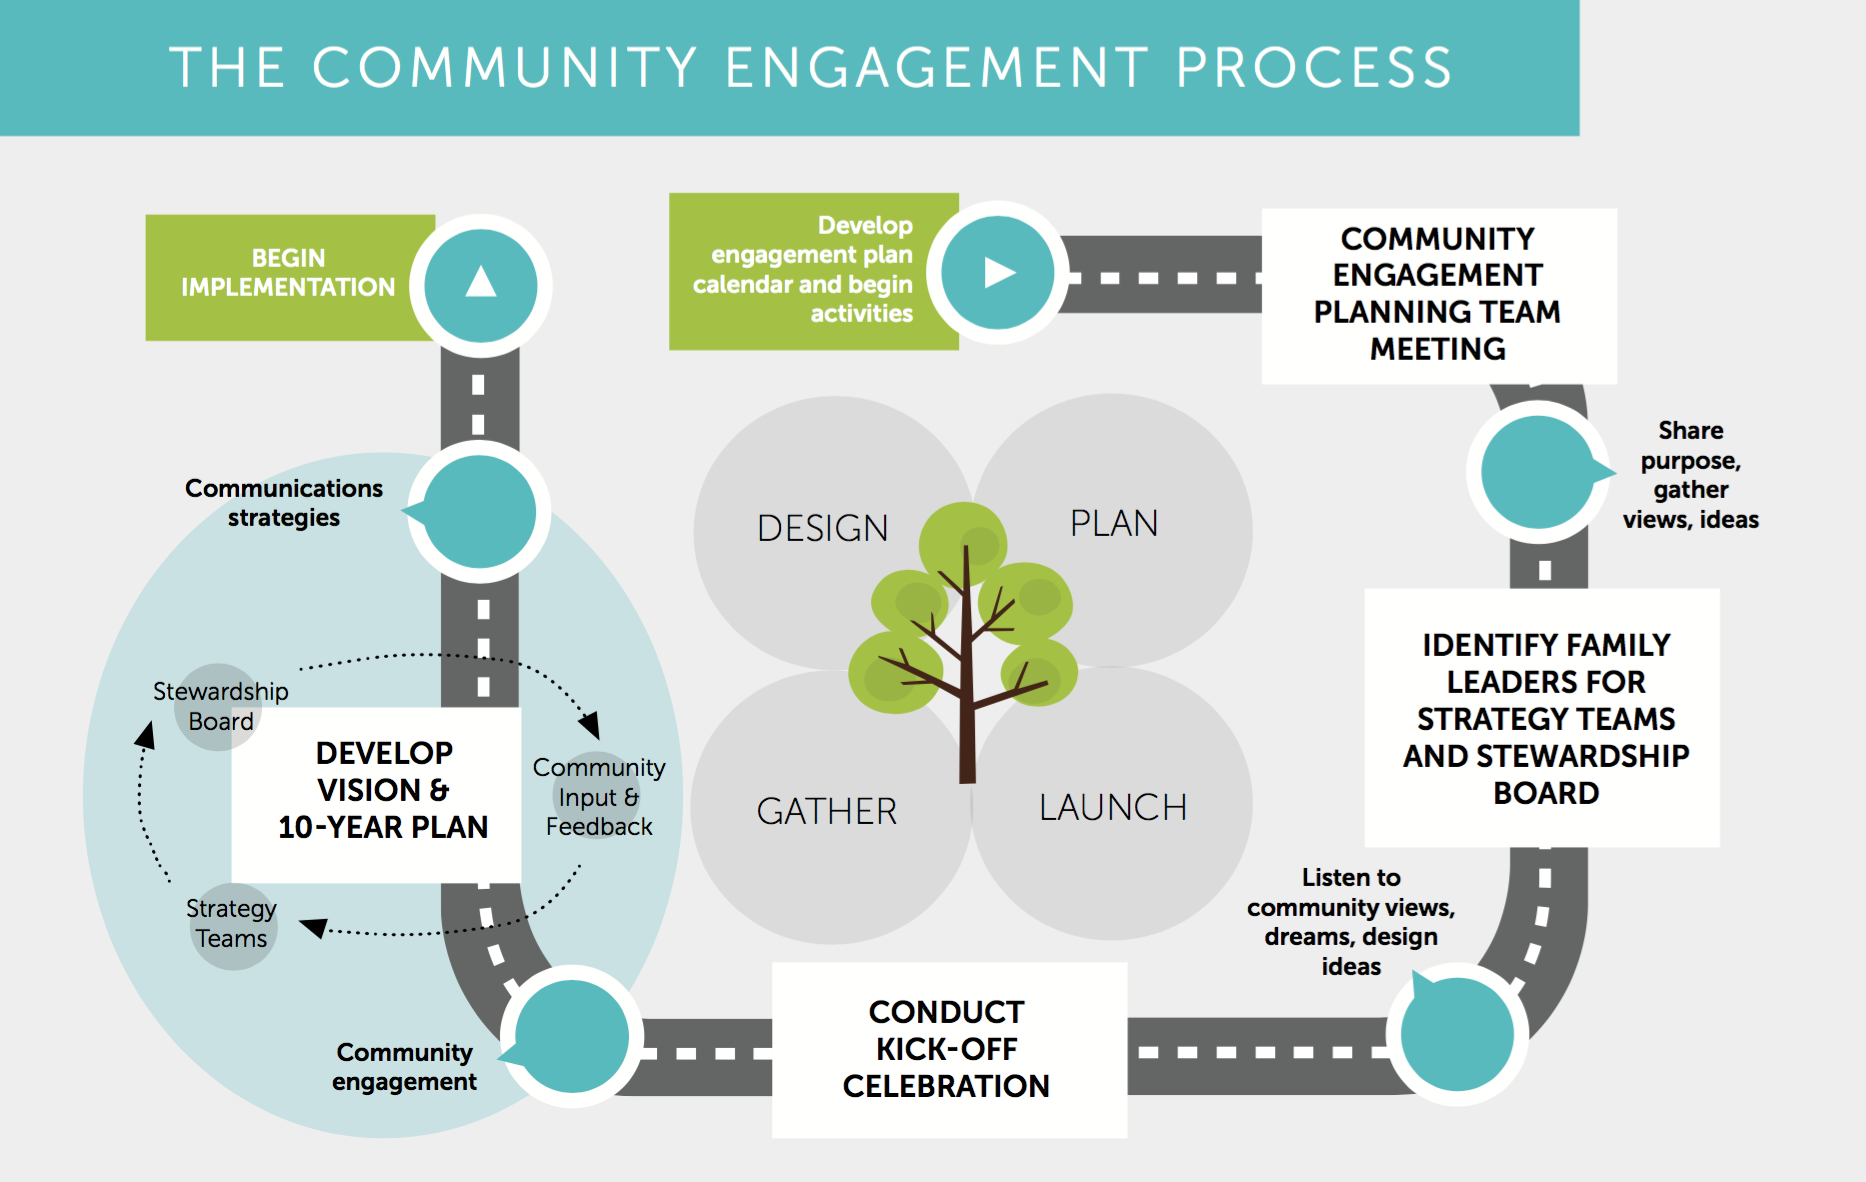 THE COMMUNITY ENGAGEMENT PROCESS
Develop
engagement plan
calendar and begin
activities
COMMUNITY
ENGAGEMENT
PLANNING TEAM
MEETING
Share
purpose,
gather
views, ideas
IDENTIFY FAMILY
LEADERS FOR
STRATEGY TEAMS
AND STEWARDSHIP
BOARD
Listen to
community views,
dreams, design
ideas
CONDUCT
KICK-OFF
CELEBRATION
Community
engagement
DEVELOP
VISION &
10-YEAR PLAN
Stewardship
Board
Community
Input &
Feedback
Strategy
Teams
Communications
strategies
BEGIN
IMPLEMENTATION
DESIGN
PLAN
GATHER
LAUNCH